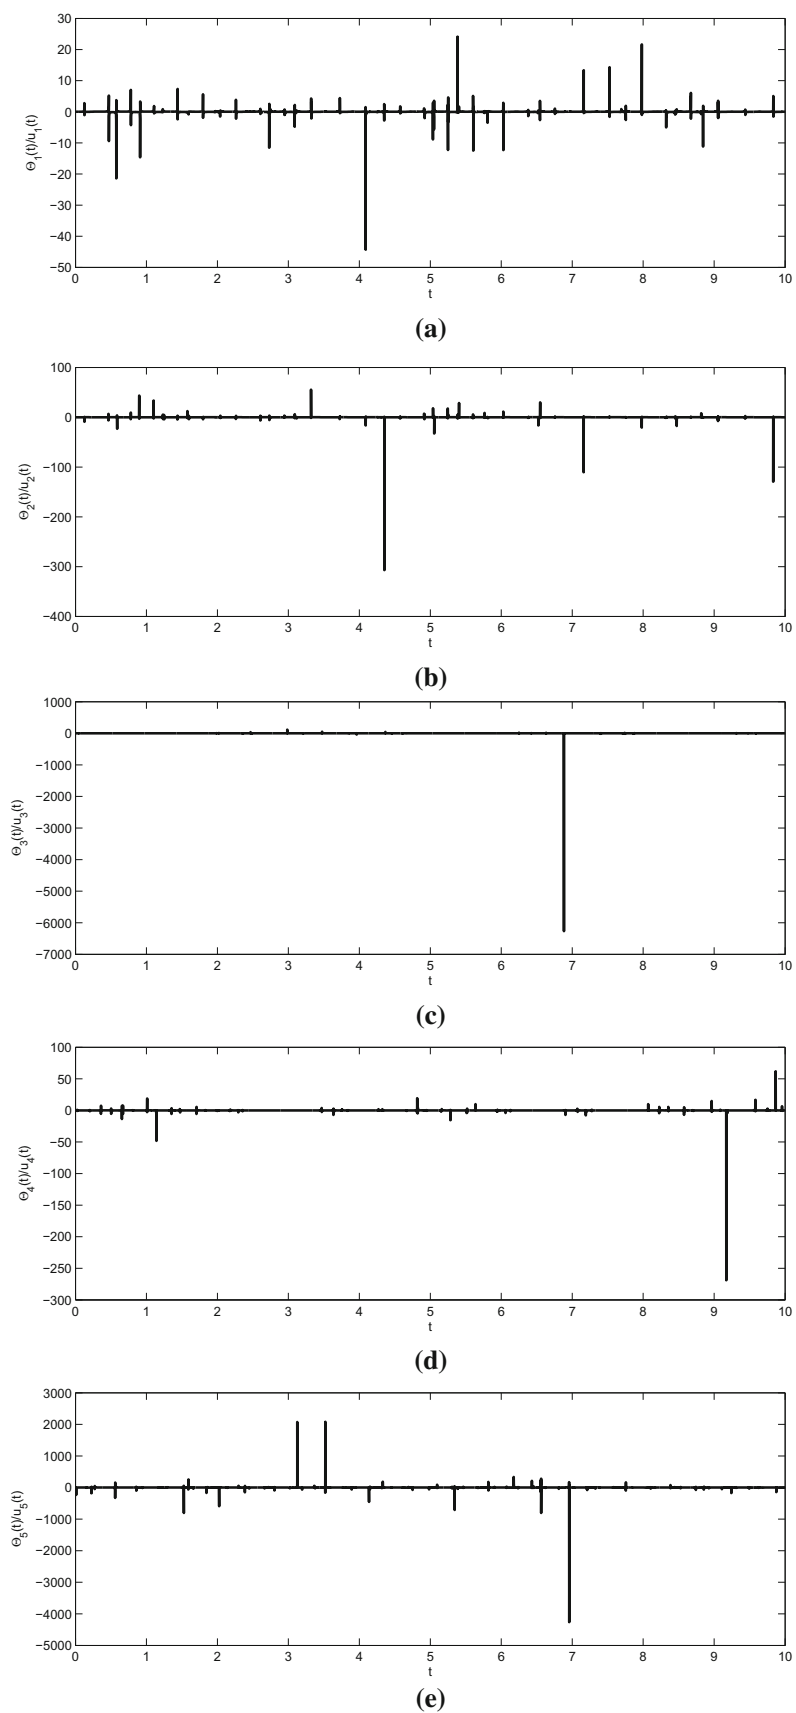 30
20
10
0
−10
−20
−30
−40
−50
Θ1(t)/u1(t)
0 1 2 3 4 5 6 7 8 9 10
t
(a)
100
0
−100
−200
−300
−400
Θ2(t)/u2(t)
0 1 2 3 4 5 6 7 8 9 10
t
(b)
1000
0
−1000
−2000
−3000
−4000
−5000
−6000
−7000
Θ3(t)/u3(t)
0 1 2 3 4 5 6 7 8 9 10
t
(c)
100
50
0
−50
−100
−150
−200
−250
−300
Θ4(t)/u4(t)
0 1 2 3 4 5 6 7 8 9 10
t
(d)
3000
2000
1000
0
−1000
−2000
−3000
−4000
−5000
Θ5(t)/u5(t)
0 1 2 3 4 5 6 7 8 9 10
t
(e)